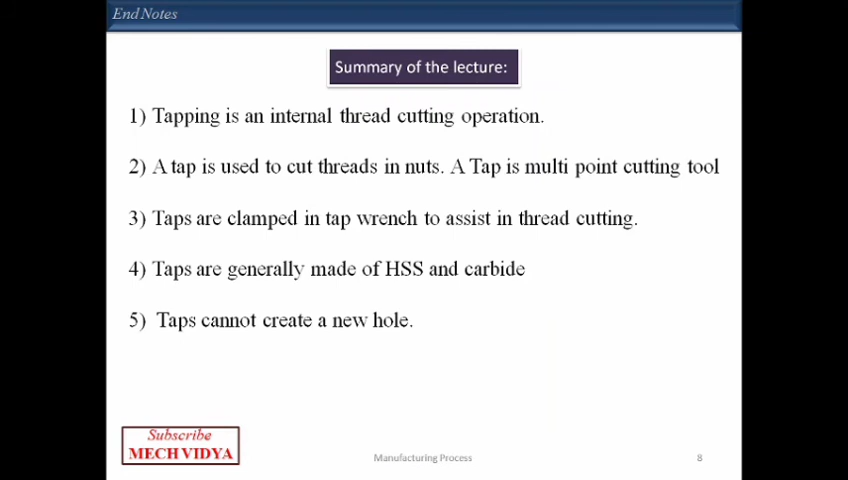 End Notes
Summary of the lecture:
1) Tapping is an internal thread cutting operation.
2) A tap is used to cut threads in nuts. A Tap is multi point cutting tool
3) Taps are clamped in tap wrench to assist in thread cutting.
4) Taps are generally made of HSS and carbide
5) Taps cannot create a new hole.
Subscribe
MECH VIDYA
Manufacturing Process
8